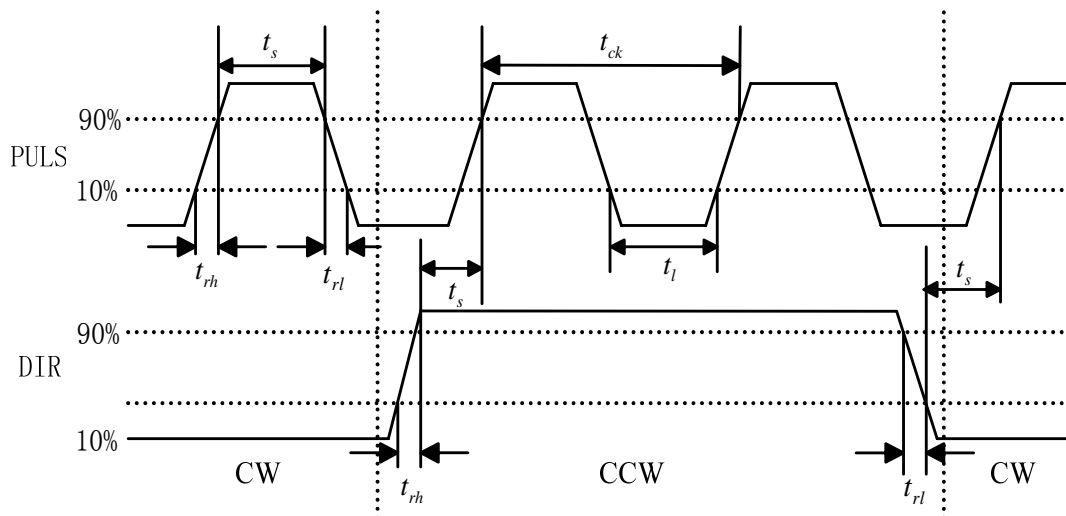 t_s
t_ck
90%
PULS
10%
t_rh
t_rl
t_s
t_l
t_s
90%
DIR
10%
CW
CCW
CW
t_rh
t_rl